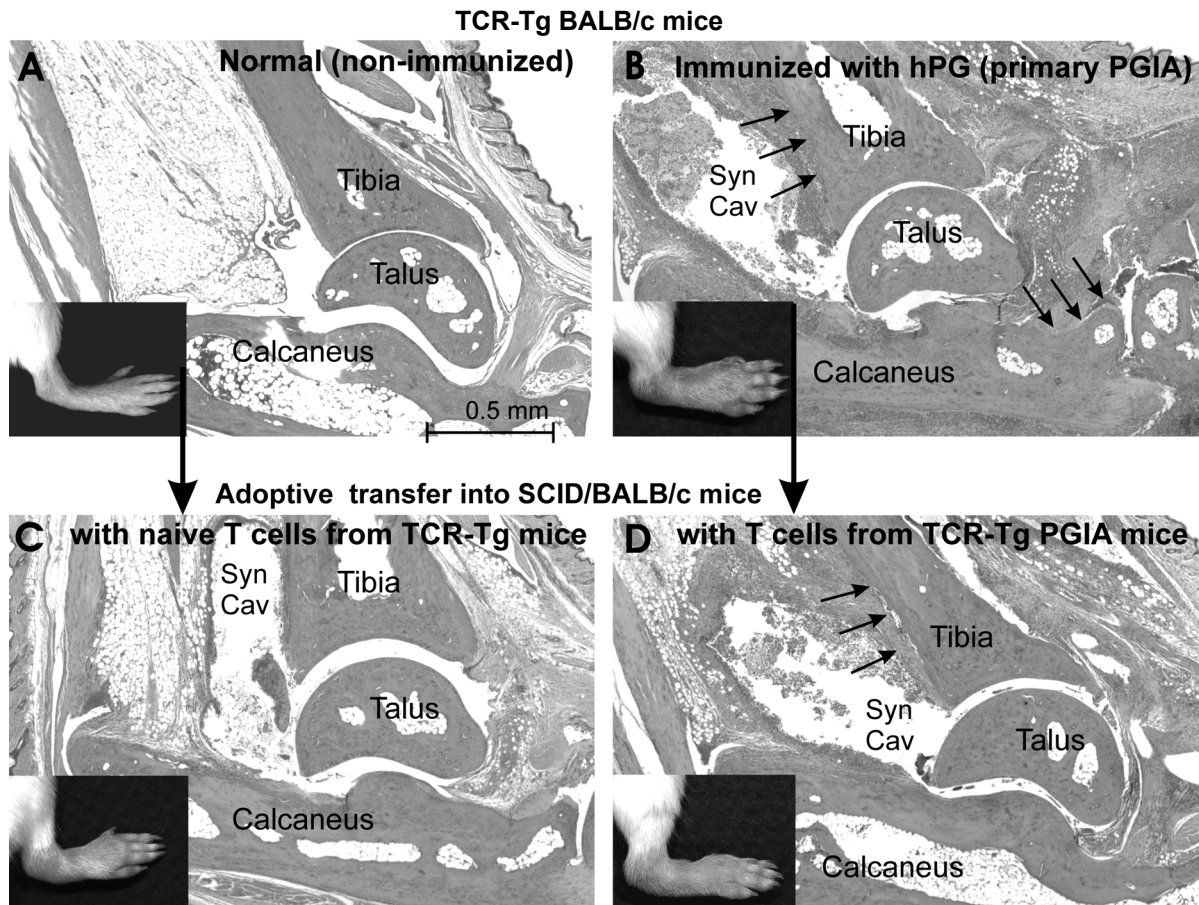 TCR-Tg BALB/c mice
A Normal (non-immunized)
Tibia
Talus
Calcaneus
0.5 mm
B Immunized with hPG (primary PGIA)
Tibia
Syn
Cav
Talus
Calcaneus
Adoptive transfer into SCID/BALB/c mice
C with naive T cells from TCR-Tg mice
Syn
Cav
Tibia
Talus
Calcaneus
D with T cells from TCR-Tg PGIA mice
Tibia
Syn
Cav
Talus
Calcaneus